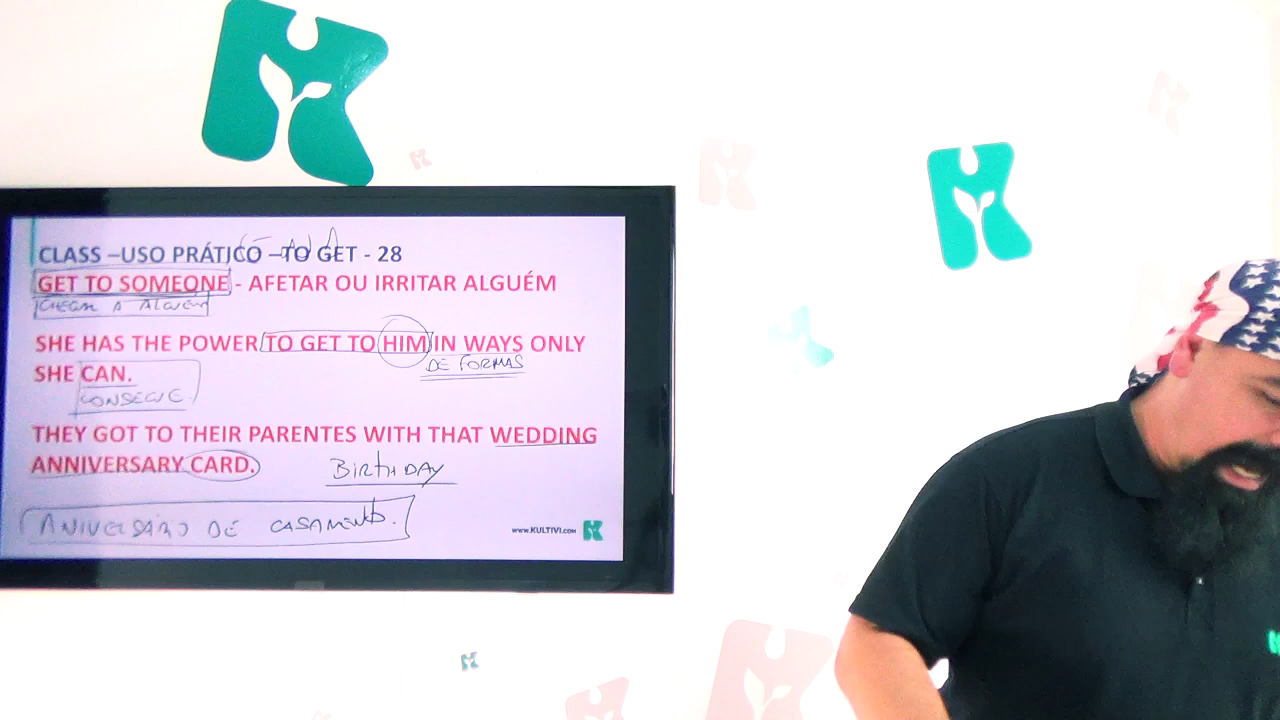 CLASS –USO PRÁTICO –TO GET - 28
GET TO SOMEONE - AFETAR OU IRRITAR ALGUÉM
CHEGAR A ALGUÉM
SHE HAS THE POWER TO GET TO HIM IN WAYS ONLY
DE FORMAS
SHE CAN.
CONSEGUE.
THEY GOT TO THEIR PARENTES WITH THAT WEDDING
ANNIVERSARY CARD.
BIRTHDAY
ANIVERSÁRIO DE CASAMENTO.
WWW.KULTIVI.COM